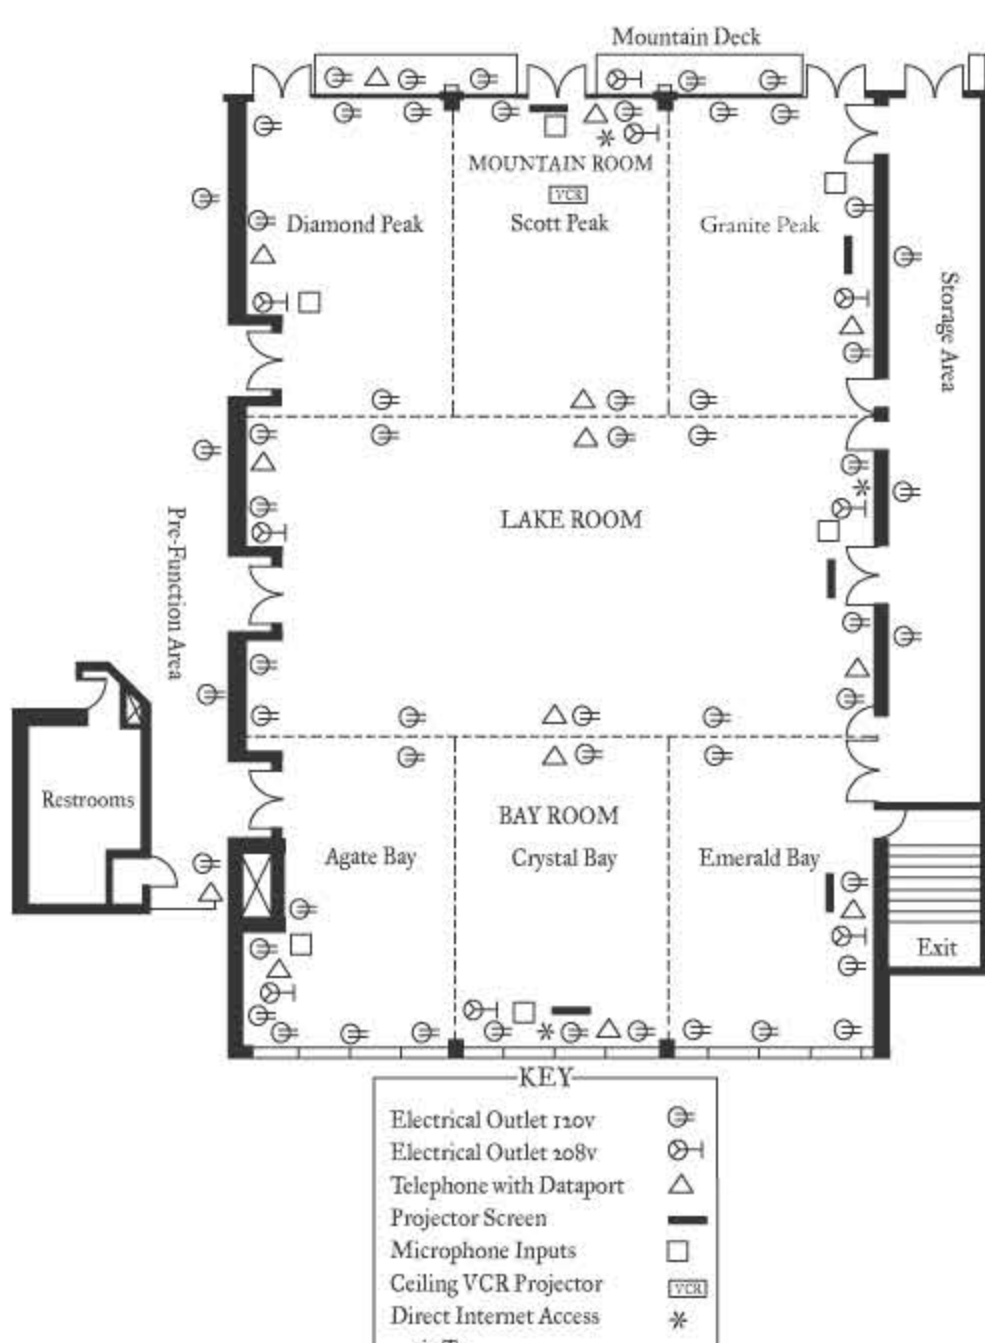 Mountain Deck
MOUNTAIN ROOM
VCR
Diamond Peak
Scott Peak
Granite Peak
Storage Area
LAKE ROOM
Pre-Function Area
Restrooms
BAY ROOM
Agate Bay
Crystal Bay
Emerald Bay
Exit
KEY
Electrical Outlet 120v
Electrical Outlet 208v
Telephone with Dataport
Projector Screen
Microphone Inputs
Ceiling VCR Projector
VCR
Direct Internet Access